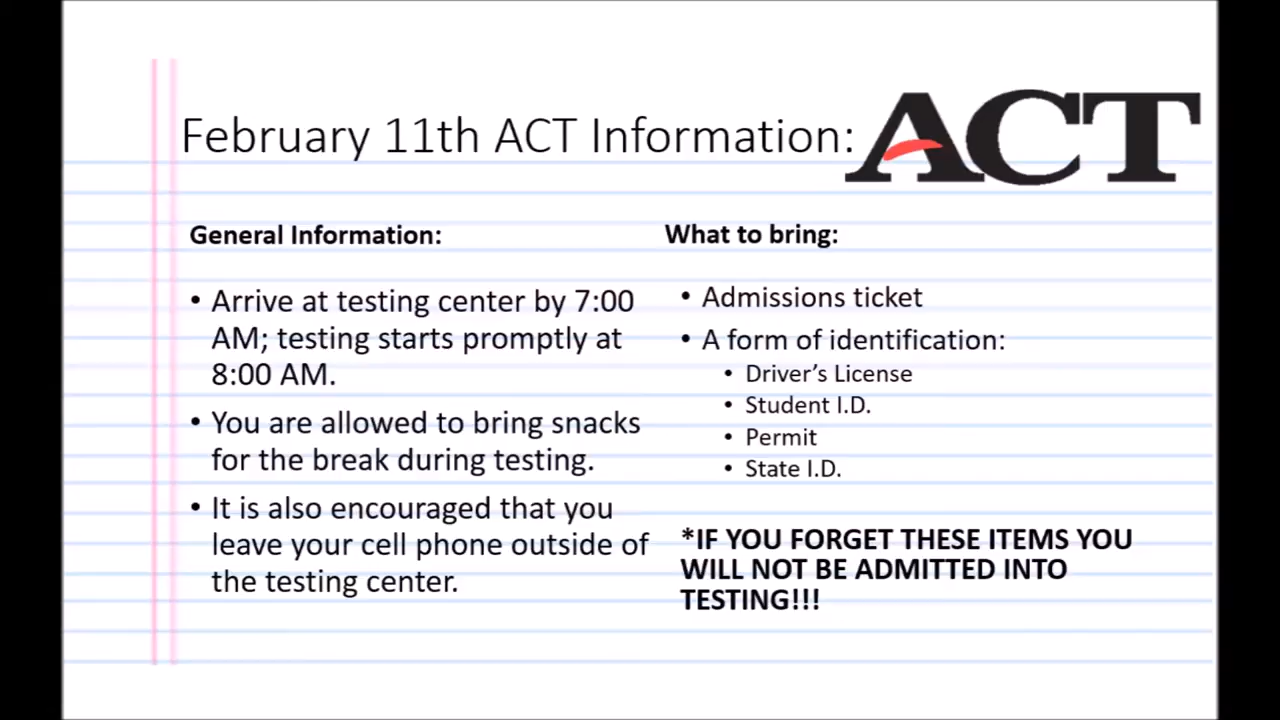 February 11th ACT Information:
ACT
General Information:
• Arrive at testing center by 7:00
AM; testing starts promptly at
8:00 AM.
• You are allowed to bring snacks
for the break during testing.
• It is also encouraged that you
leave your cell phone outside of
the testing center.
What to bring:
• Admissions ticket
• A form of identification:
• Driver’s License
• Student I.D.
• Permit
• State I.D.
*IF YOU FORGET THESE ITEMS YOU
WILL NOT BE ADMITTED INTO
TESTING!!!